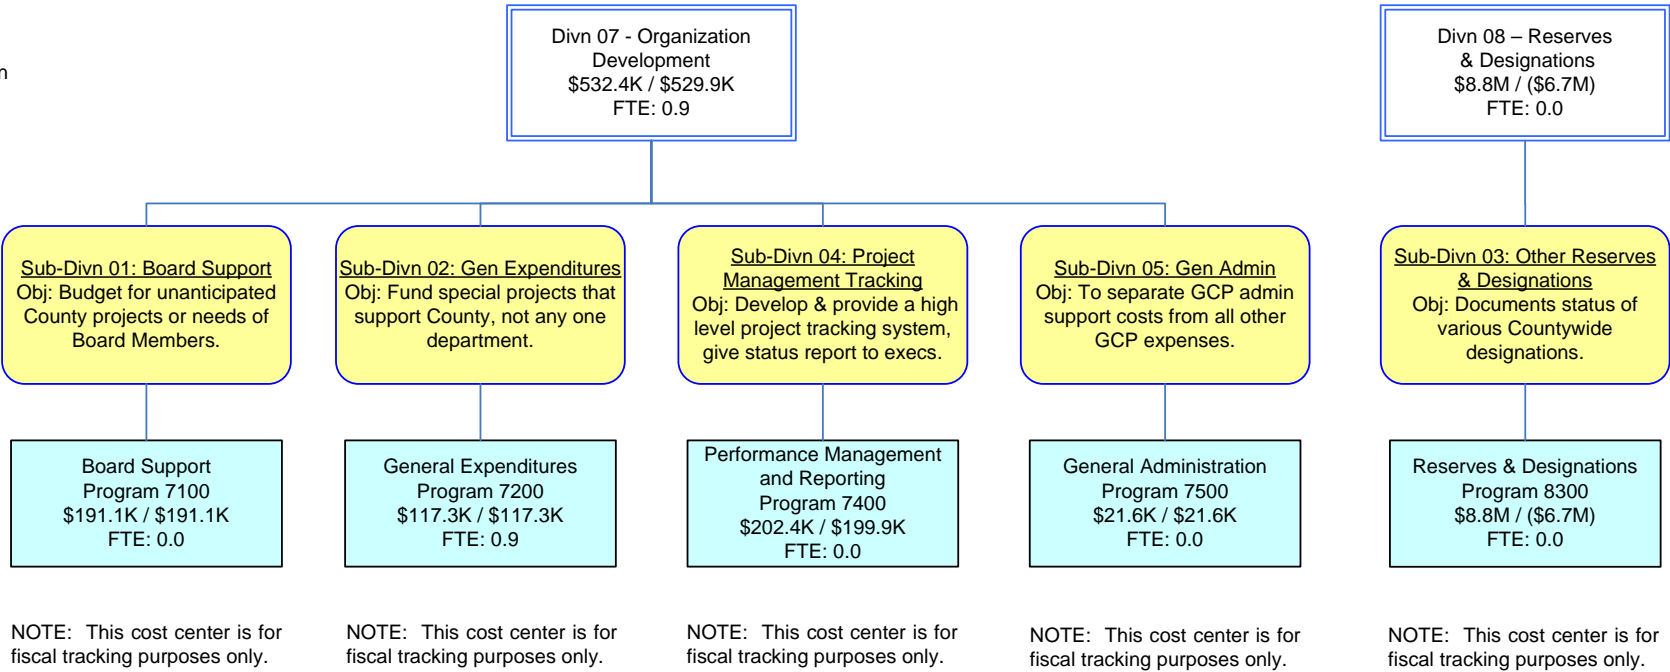 Divn 07 - Organization
Development
$532.4K / $529.9K
FTE: 0.9
Divn 08 – Reserves
& Designations
$8.8M / ($6.7M)
FTE: 0.0
Sub-Divn 01: Board Support
Obj: Budget for unanticipated
County projects or needs of
Board Members.
Sub-Divn 02: Gen Expenditures
Obj: Fund special projects that
support County, not any one
department.
Sub-Divn 04: Project
Management Tracking
Obj: Develop & provide a high
level project tracking system,
give status report to execs.
Sub-Divn 05: Gen Admin
Obj: To separate GCP admin
support costs from all other
GCP expenses.
Sub-Divn 03: Other Reserves
& Designations
Obj: Documents status of
various Countywide
designations.
Board Support
Program 7100
$191.1K / $191.1K
FTE: 0.0
General Expenditures
Program 7200
$117.3K / $117.3K
FTE: 0.9
Performance Management
and Reporting
Program 7400
$202.4K / $199.9K
FTE: 0.0
General Administration
Program 7500
$21.6K / $21.6K
FTE: 0.0
Reserves & Designations
Program 8300
$8.8M / ($6.7M)
FTE: 0.0
NOTE: This cost center is for
fiscal tracking purposes only.
NOTE: This cost center is for
fiscal tracking purposes only.
NOTE: This cost center is for
fiscal tracking purposes only.
NOTE: This cost center is for
fiscal tracking purposes only.
NOTE: This cost center is for
fiscal tracking purposes only.